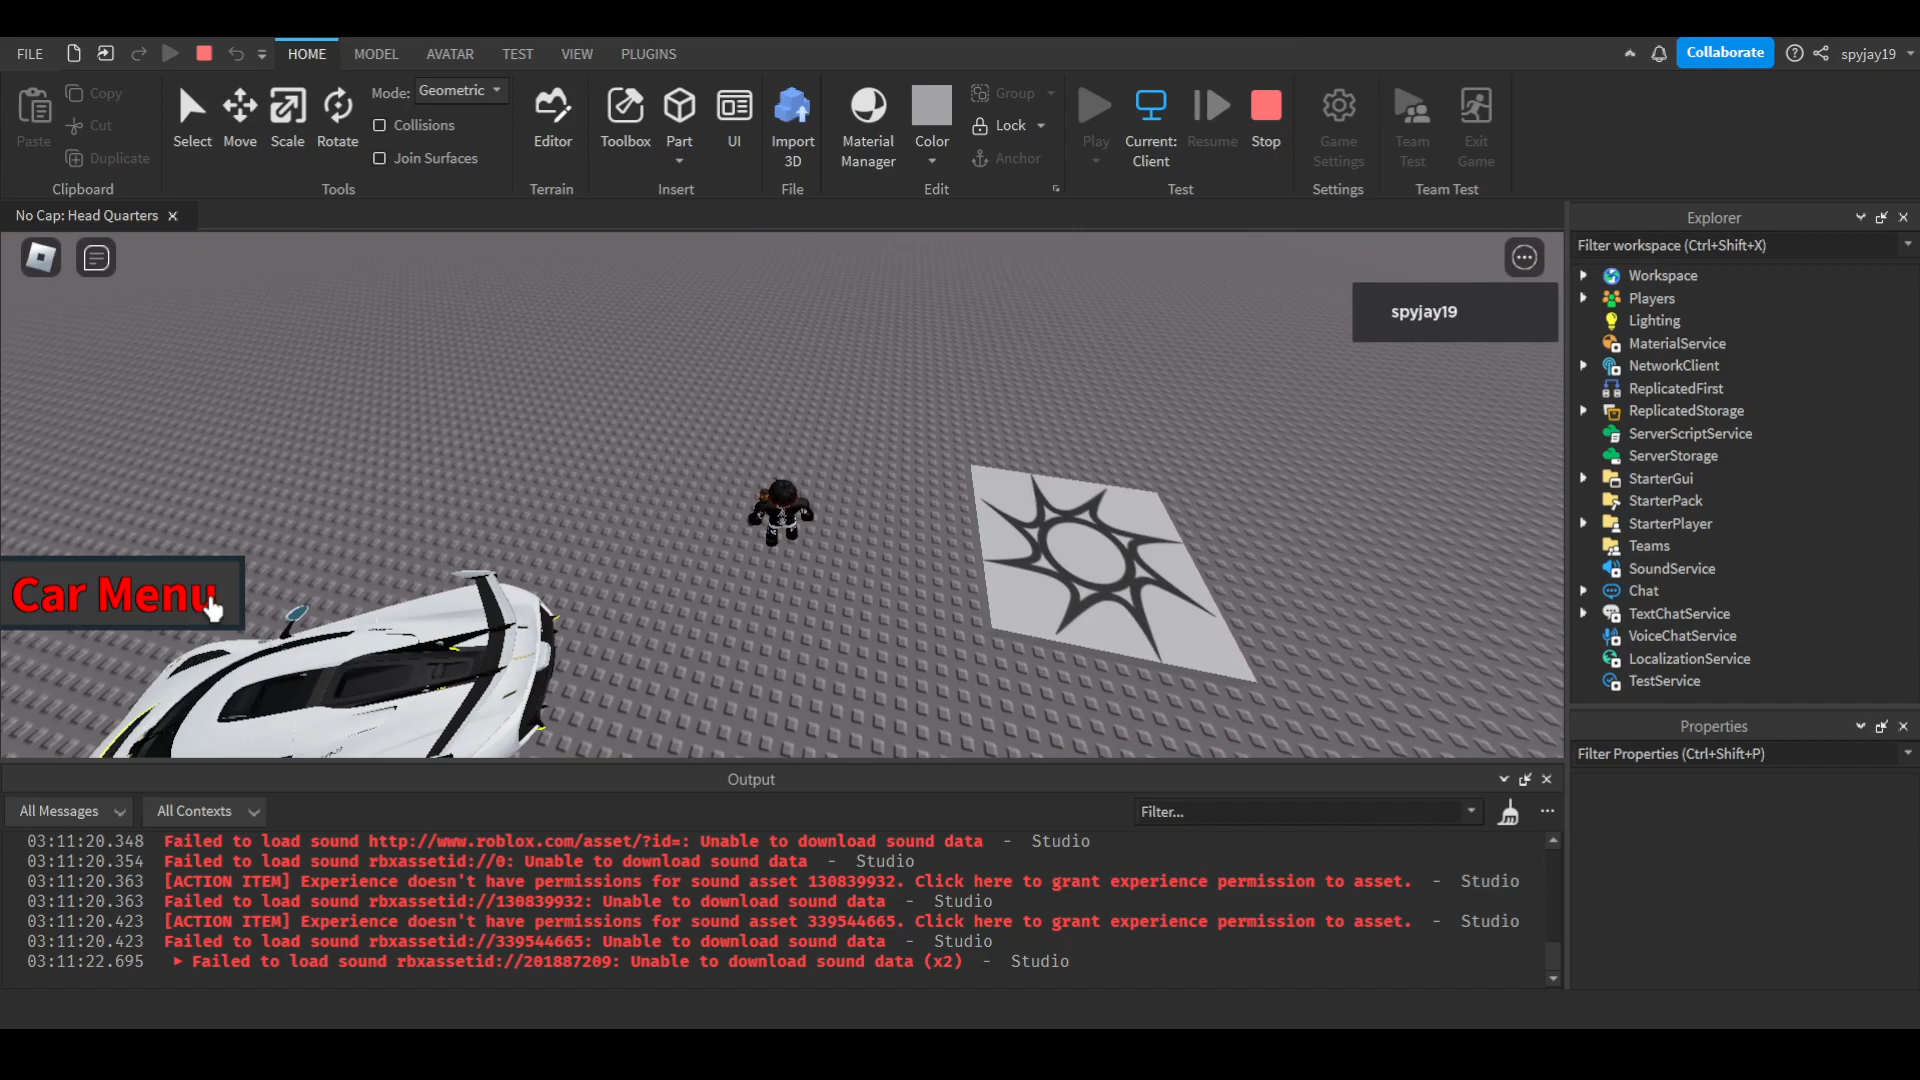 FILE HOME MODEL AVATAR TEST VIEW PLUGINS Collaborate spyjay19
Paste Copy Cut Duplicate Clipboard
Select Move Scale Rotate Mode: Geometric Collisions Join Surfaces Tools
Editor Terrain
Toolbox Part UI Insert
Import 3D File
Material Manager Color Group Lock Anchor Edit
Play Current: Client Resume Stop Test
Game Settings Settings
Team Test Exit Game Team Test
No Cap: Head Quarters
spyjay19
Car Menu
Explorer
Filter workspace (Ctrl+Shift+X)
Workspace
Players
Lighting
MaterialService
NetworkClient
ReplicatedFirst
ReplicatedStorage
ServerScriptService
ServerStorage
StarterGui
StarterPack
StarterPlayer
Teams
SoundService
Chat
TextChatService
VoiceChatService
LocalizationService
TestService
Properties
Filter Properties (Ctrl+Shift+P)
Output
All Messages All Contexts Filter...
03:11:20.348 Failed to load sound http://www.roblox.com/asset/?id=: Unable to download sound data - Studio
03:11:20.354 Failed to load sound rbxassetid://0: Unable to download sound data - Studio
03:11:20.363 [ACTION ITEM] Experience doesn't have permissions for sound asset 130839932. Click here to grant experience permission to asset. - Studio
03:11:20.363 Failed to load sound rbxassetid://130839932: Unable to download sound data - Studio
03:11:20.423 [ACTION ITEM] Experience doesn't have permissions for sound asset 339544665. Click here to grant experience permission to asset. - Studio
03:11:20.423 Failed to load sound rbxassetid://339544665: Unable to download sound data - Studio
03:11:22.695 Failed to load sound rbxassetid://201887209: Unable to download sound data (x2) - Studio